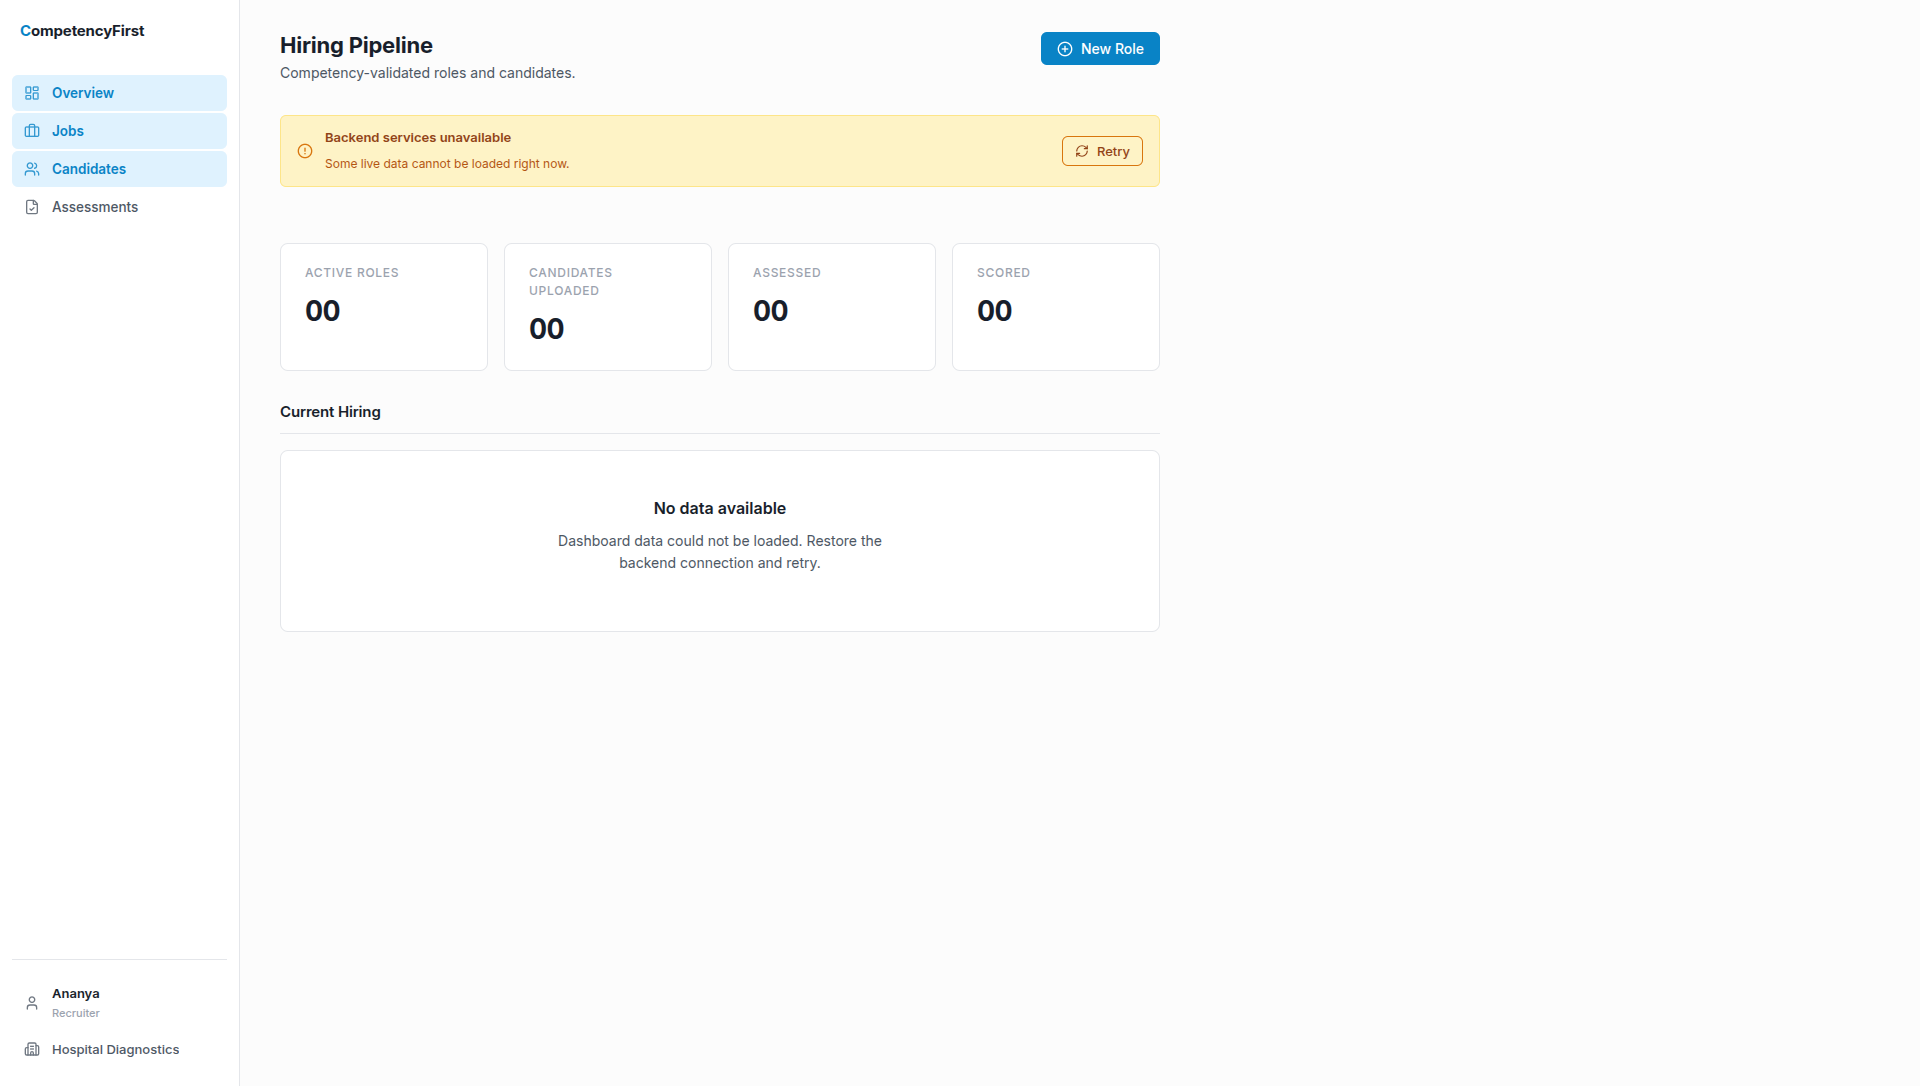 CompetencyFirst
Overview
Jobs
Candidates
Assessments
Ananya
Recruiter
Hospital Diagnostics
Hiring Pipeline
Competency-validated roles and candidates.
New Role
Backend services unavailable
Some live data cannot be loaded right now.
Retry
ACTIVE ROLES
00
CANDIDATES
UPLOADED
00
ASSESSED
00
SCORED
00
Current Hiring
No data available
Dashboard data could not be loaded. Restore the
backend connection and retry.